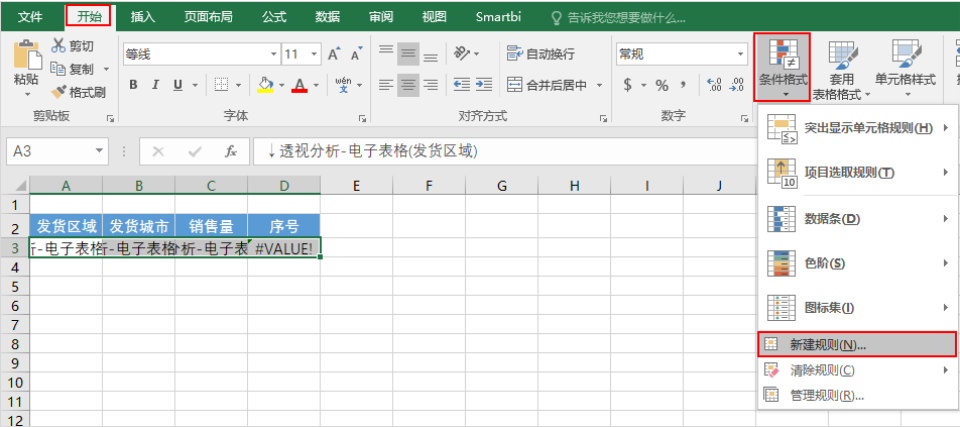 文件 开始 插入 页面布局 公式 数据 审阅 视图 Smartbi 告诉我您想要做什么...
粘贴 剪切 复制 格式刷
剪贴板
等线 11 A A
B I U A wén 文
字体
自动换行
合并后居中
对齐方式
常规
$ % , .00 .0
数字
条件格式 套用 表格格式 单元格样式
A3 fx ↓透视分析-电子表格(发货区域)
A B C D E F G H I J
1
2 发货区域 发货城市 销售量 序号
3 斤-电子表格 斤-电子表格 析-电子表 #VALUE!
4
5
6
7
8
9
10
11
12
突出显示单元格规则(H)
项目选取规则(T)
10
数据条(D)
色阶(S)
图标集(I)
新建规则(N)...
清除规则(C)
管理规则(R)...